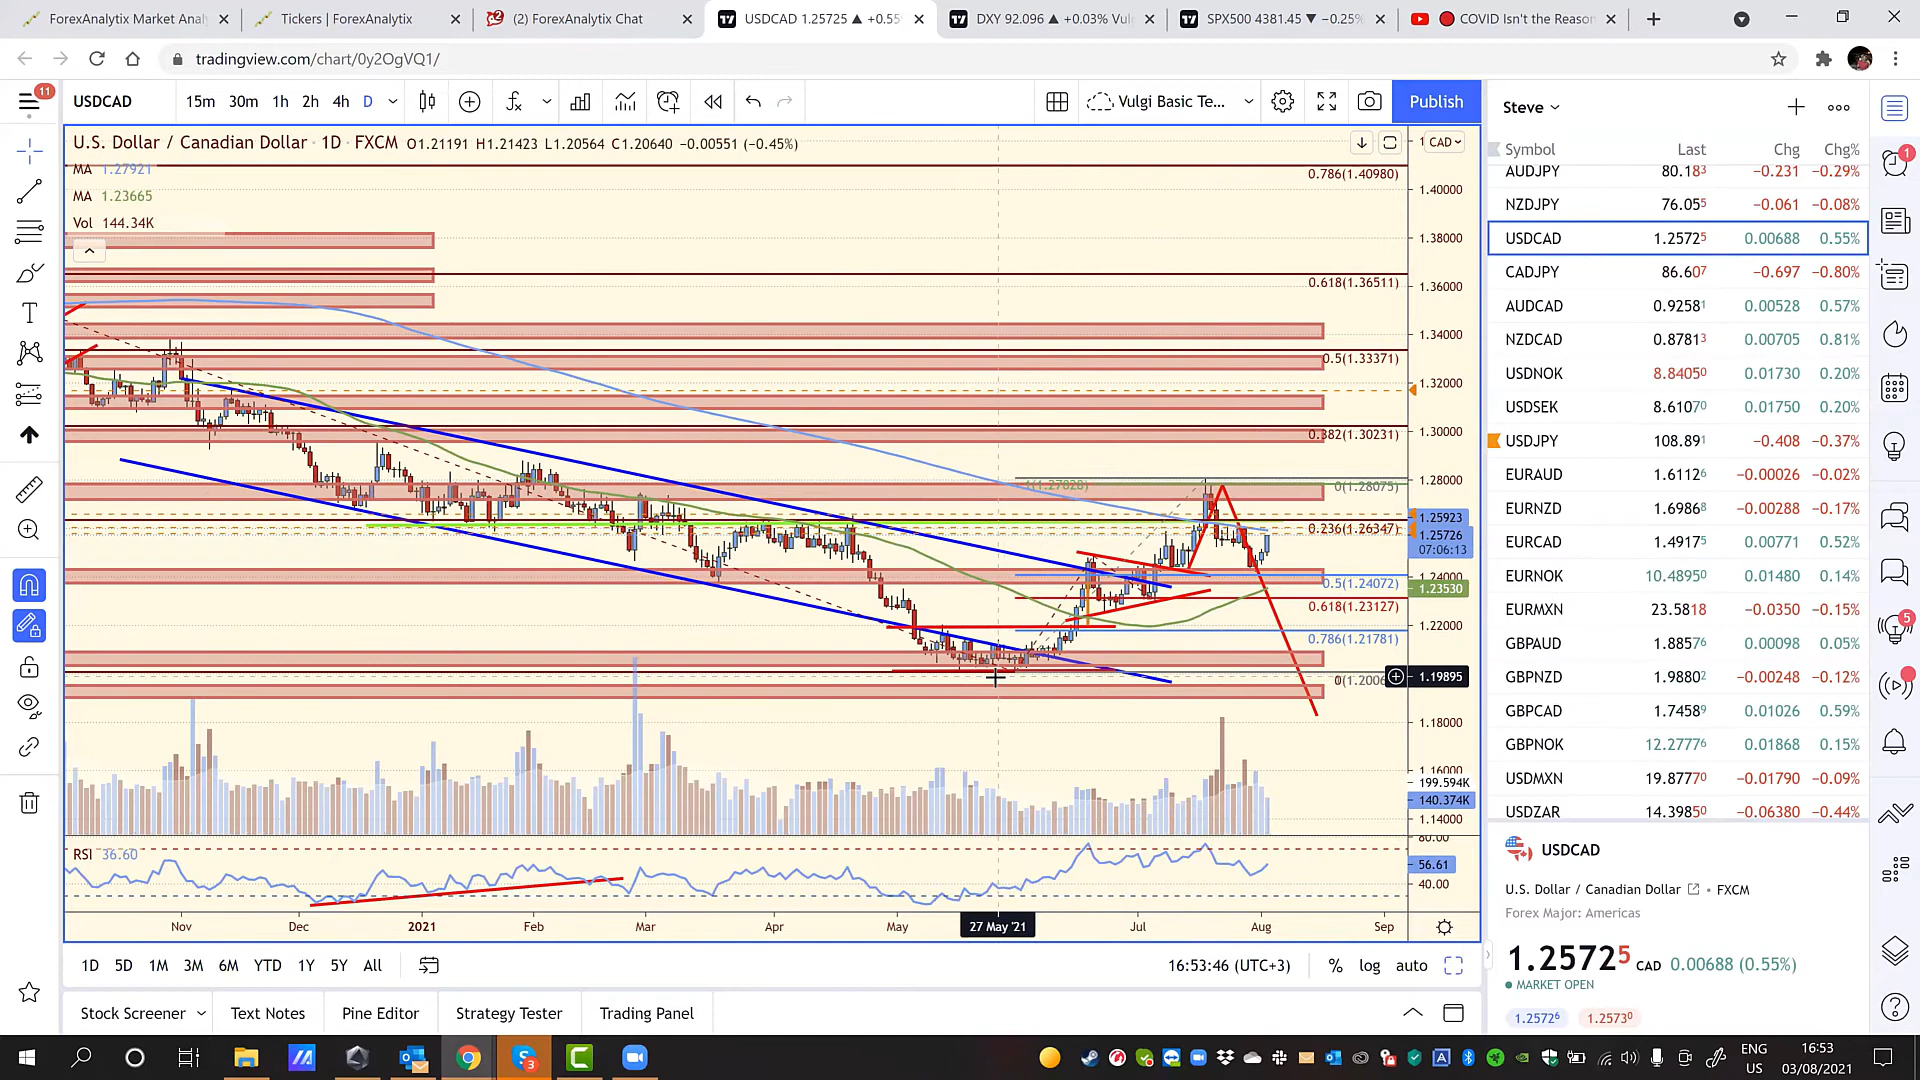 ForexAnalytix Market Anal
Tickers | ForexAnalytix
(2) ForexAnalytix Chat
USDCAD 1.25725 ▲ +0.55
DXY 92.096 ▲ +0.03% Vul
SPX500 4381.45 ▼ −0.25%
COVID Isn't the Reason
tradingview.com/chart/0y2OgVQ1/
11
USDCAD
15m 30m 1h 2h 4h D
Vulgi Basic Te...
Publish
Steve
U.S. Dollar / Canadian Dollar · 1D · FXCM O1.21191 H1.21423 L1.20564 C1.20640 −0.00551 (−0.45%)
CAD
MA 1.27921
MA 1.23665
Vol 144.34K
0.786(1.40980)
0.618(1.36511)
0.5(1.33371)
0.382(1.30231)
1(1.27828)
0(1.28075)
0.236(1.26347)
0.5(1.24072)
0.618(1.23127)
0.786(1.21781)
1.40000
1.38000
1.36000
1.34000
1.32000
1.30000
1.28000
1.25923
1.25726
07:06:13
1.24000
1.23530
1.22000
1.19895
1.18000
1.16000
199.594K
140.374K
1.14000
80.00
RSI 36.60
56.61
40.00
Nov Dec 2021 Feb Mar Apr May 27 May '21 Jul Aug Sep
1D 5D 1M 3M 6M YTD 1Y 5Y All
16:53:46 (UTC+3) % log auto
Stock Screener Text Notes Pine Editor Strategy Tester Trading Panel
Symbol Last Chg Chg%
AUDJPY 80.183 −0.231 −0.29%
NZDJPY 76.055 −0.061 −0.08%
USDCAD 1.25725 0.00688 0.55%
CADJPY 86.607 −0.697 −0.80%
AUDCAD 0.92581 0.00528 0.57%
NZDCAD 0.87813 0.00705 0.81%
USDNOK 8.84050 0.01730 0.20%
USDSEK 8.61070 0.01750 0.20%
USDJPY 108.891 −0.408 −0.37%
EURAUD 1.61126 −0.00026 −0.02%
EURNZD 1.69868 −0.00288 −0.17%
EURCAD 1.49175 0.00771 0.52%
EURNOK 10.48950 0.01480 0.14%
EURMXN 23.5818 −0.0350 −0.15%
GBPAUD 1.88576 0.00098 0.05%
GBPNZD 1.98802 −0.00248 −0.12%
GBPCAD 1.74589 0.01026 0.59%
GBPNOK 12.27776 0.01868 0.15%
USDMXN 19.87770 −0.01790 −0.09%
USDZAR 14.39850 −0.06380 −0.44%
USDCAD
U.S. Dollar / Canadian Dollar • FXCM
Forex Major: Americas
1.25725 CAD 0.00688 (0.55%)
MARKET OPEN
1.25726 1.25730
1
5
3
ENG
US
16:53
03/08/2021